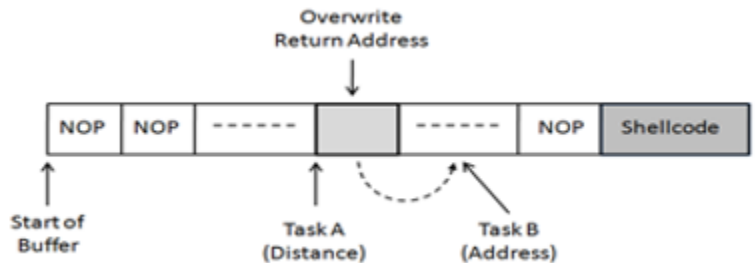 Overwrite
Return Address
NOP NOP NOP Shellcode
Start of
Buffer
Task A
(Distance)
Task B
(Address)